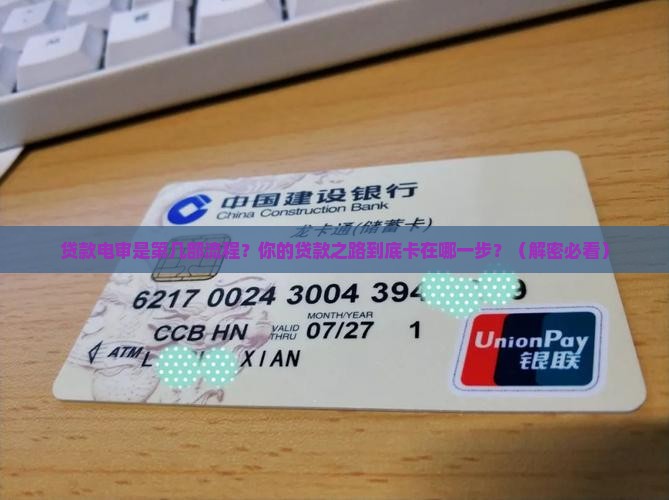 中国建设银行
China Construction Bank
龙卡通(储蓄卡)
贷款电审是第几部流程？你的贷款之路到底卡在哪一步？（解密必看）
6217 0024 3004 394 9
MONTH/YEAR
CCB HN VALID THRU 07/27 1
ATM L XIAN
UnionPay
银联